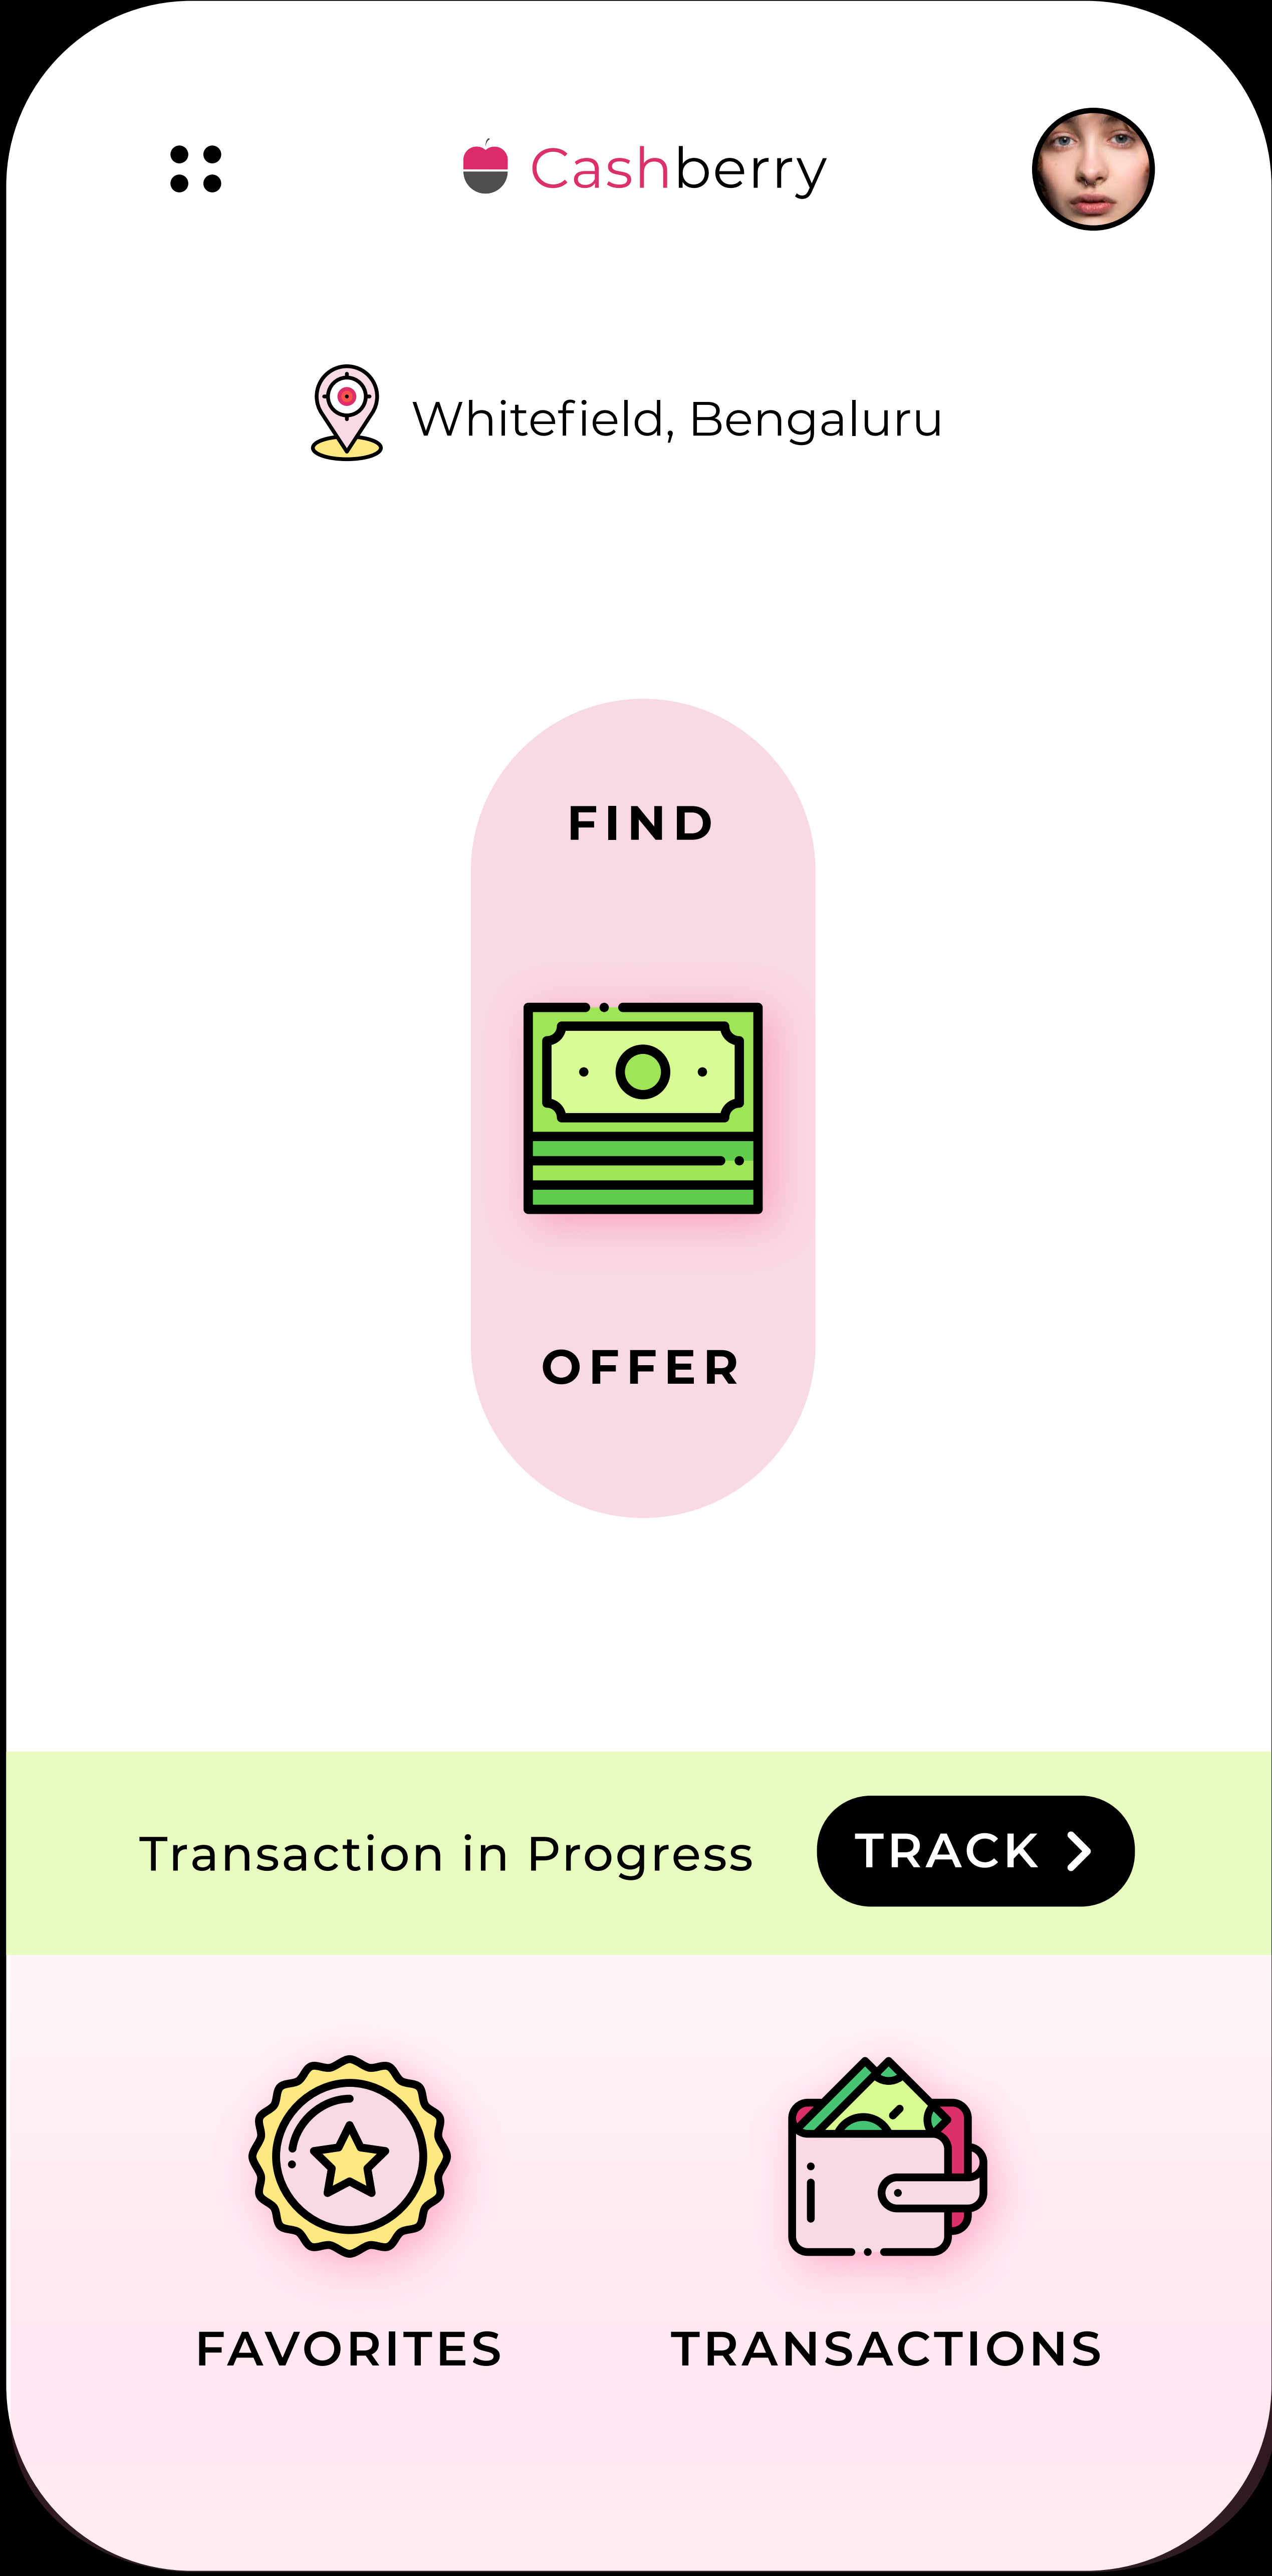 Cashberry
Whitefield, Bengaluru
FIND
OFFER
Transaction in Progress
TRACK
FAVORITES
TRANSACTIONS